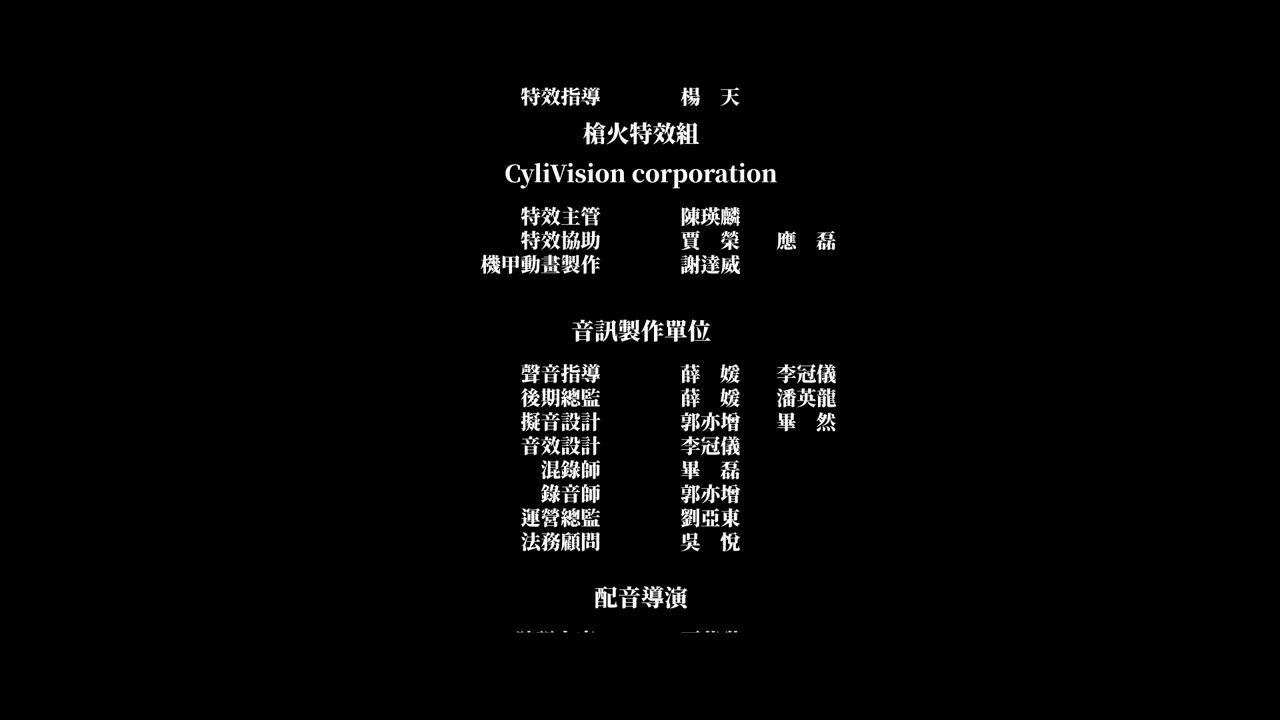 特效指導 楊 天
槍火特效組
CyliVision corporation
特效主管 陳瑛麟
特效協助 賈 榮 應 磊
機甲動畫製作 謝達威
音訊製作單位
聲音指導 薛 媛 李冠儀
後期總監 薛 媛 潘英龍
擬音設計 郭亦增 畢 然
音效設計 李冠儀
混錄師 畢 磊
錄音師 郭亦增
運營總監 劉亞東
法務顧問 吳 悅
配音導演